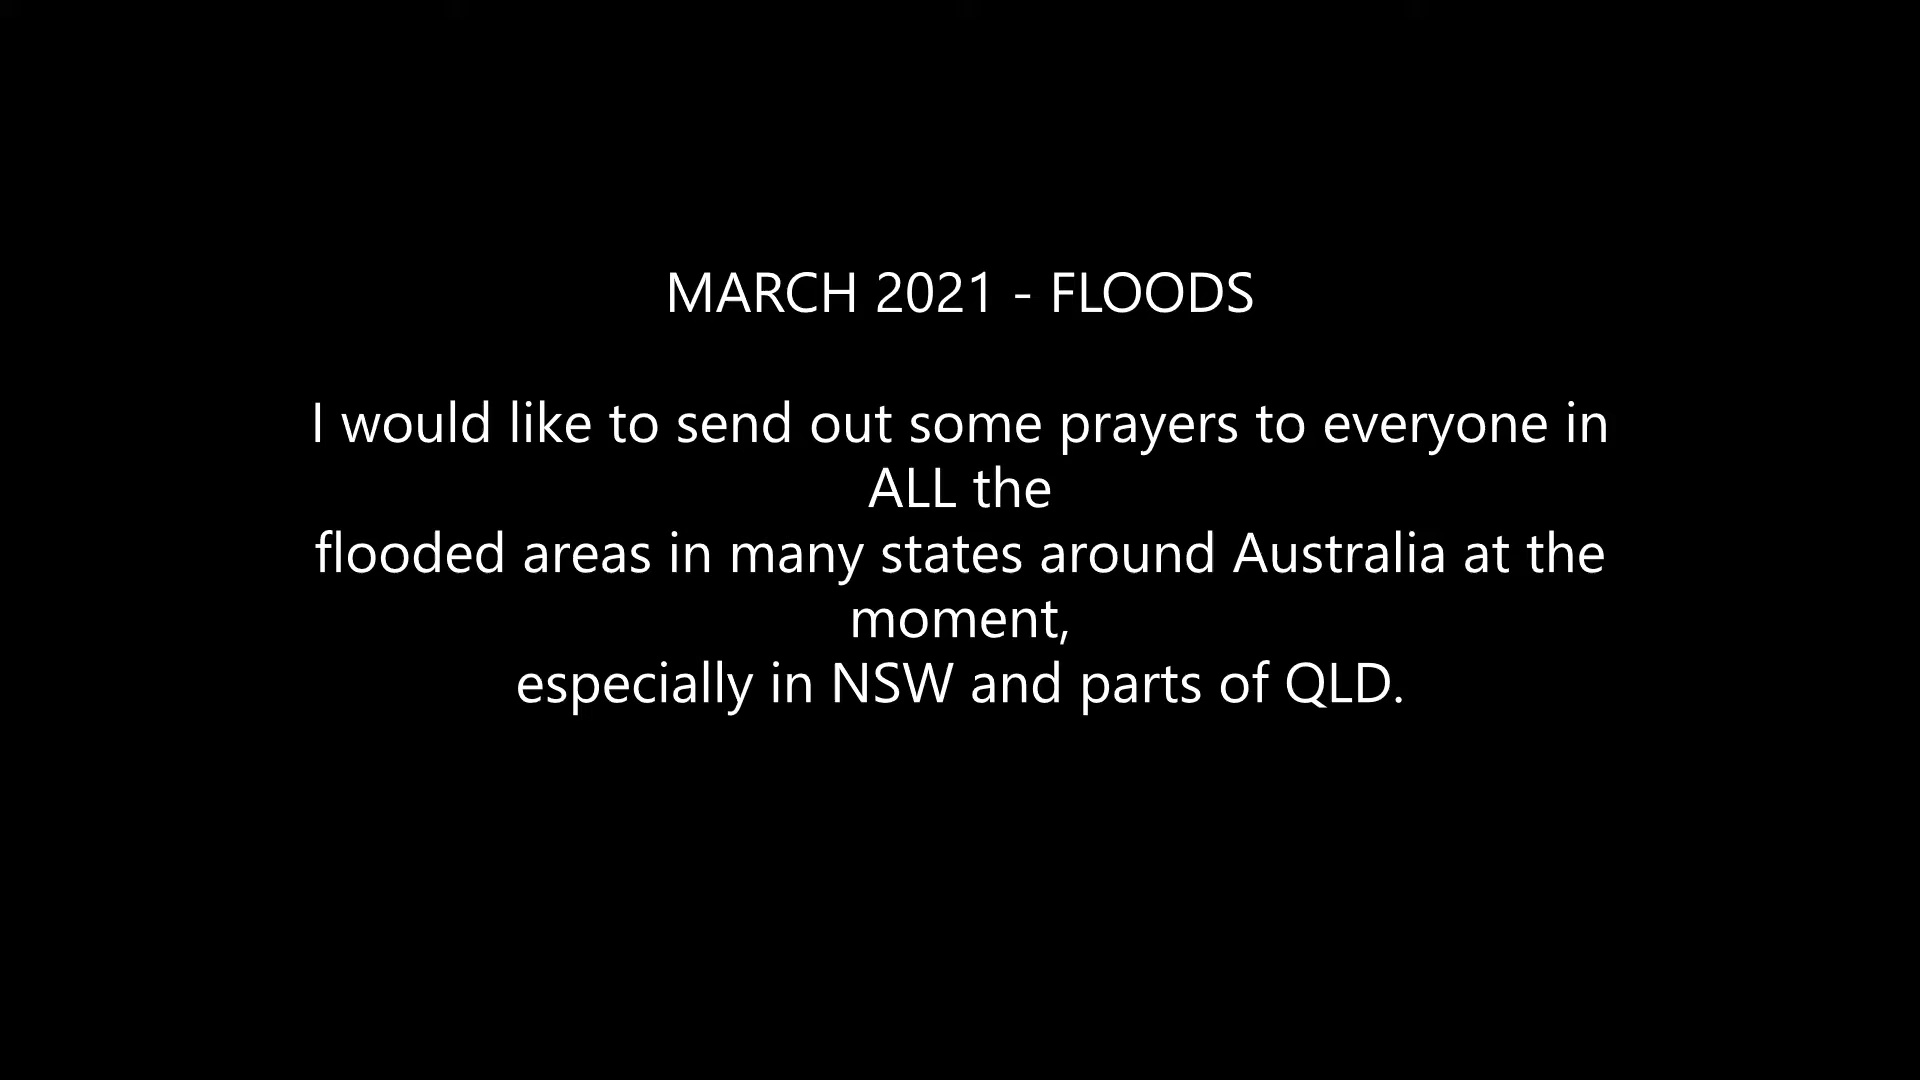 MARCH 2021 - FLOODS
I would like to send out some prayers to everyone in
ALL the
flooded areas in many states around Australia at the
moment,
especially in NSW and parts of QLD.